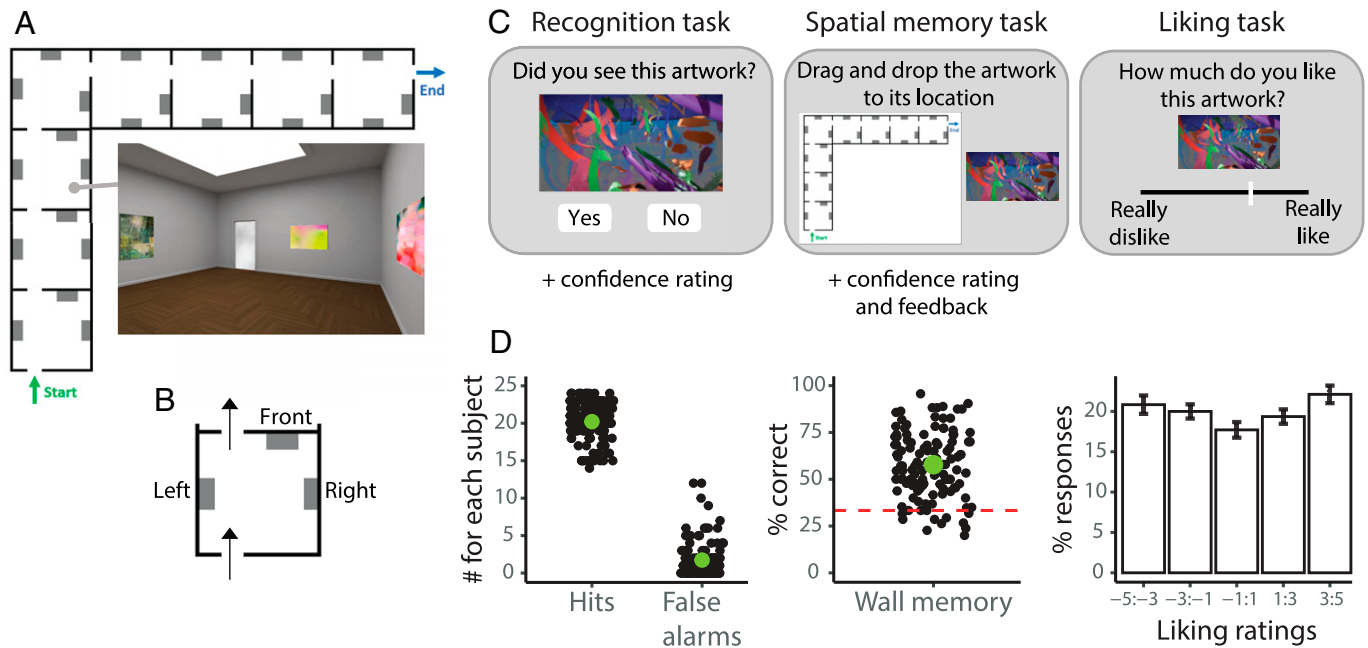 A
End
Start
B
Front
Left
Right
C
Recognition task
Did you see this artwork?
Yes
No
+ confidence rating
Spatial memory task
Drag and drop the artwork
to its location
End
Start
+ confidence rating
and feedback
Liking task
How much do you like
this artwork?
Really
dislike
Really
like
D
# for each subject
25
20
15
10
5
0
Hits
False
alarms
% correct
100
75
50
25
0
Wall memory
% responses
20
15
10
5
0
−5:−3
−3:−1
−1:1
1:3
3:5
Liking ratings